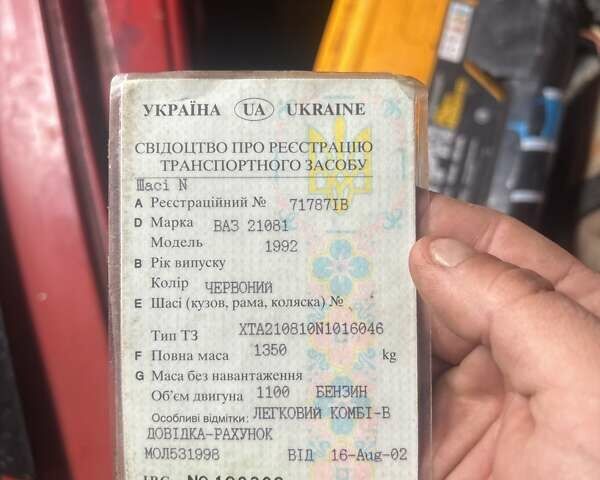 УКРАЇНА UA UKRAINE
СВІДОЦТВО ПРО РЕЄСТРАЦІЮ
ТРАНСПОРТНОГО ЗАСОБУ
Шасі N
A Реєстраційний № 71787ІВ
D Марка ВАЗ 21081
Модель 1992
B Рік випуску
Колір ЧЕРВОНИЙ
E Шасі (кузов, рама, коляска) №
Тип ТЗ XTA210810N1016046
F Повна маса 1350 kg
G Маса без навантаження
Об'єм двигуна 1100 БЕНЗИН
Особливі відмітки: ЛЕГКОВИЙ КОМБІ-В
ДОВІДКА-РАХУНОК
МОЛ531998 ВІД 16-Aug-02